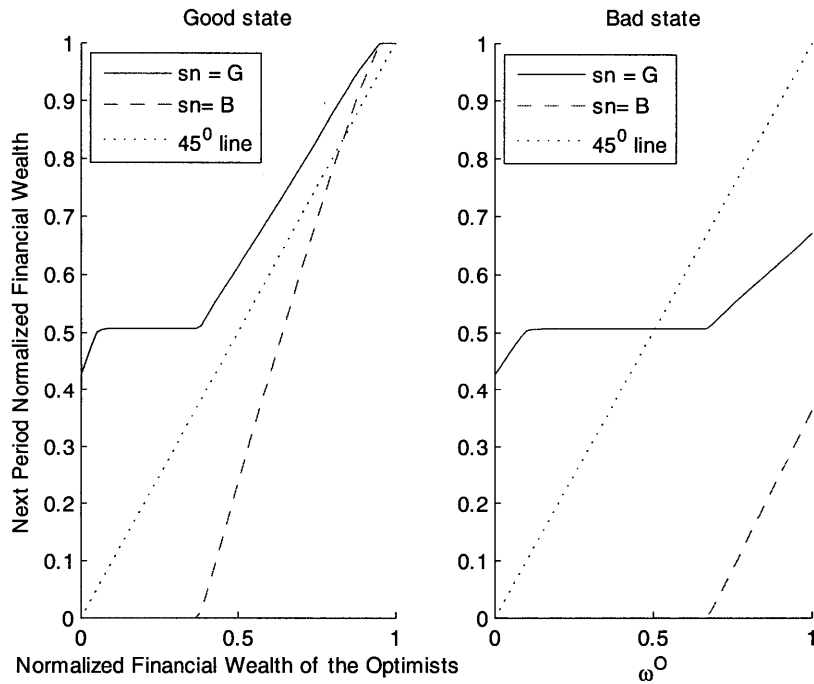 Good state
Next Period Normalized Financial Wealth
1
0.9
0.8
0.7
0.6
0.5
0.4
0.3
0.2
0.1
0
sn = G
sn= B
45⁰ line
0
0.5
1
Normalized Financial Wealth of the Optimists
Bad state
1
0.9
0.8
0.7
0.6
0.5
0.4
0.3
0.2
0.1
0
sn = G
sn= B
45⁰ line
0
0.5
1
ω^O